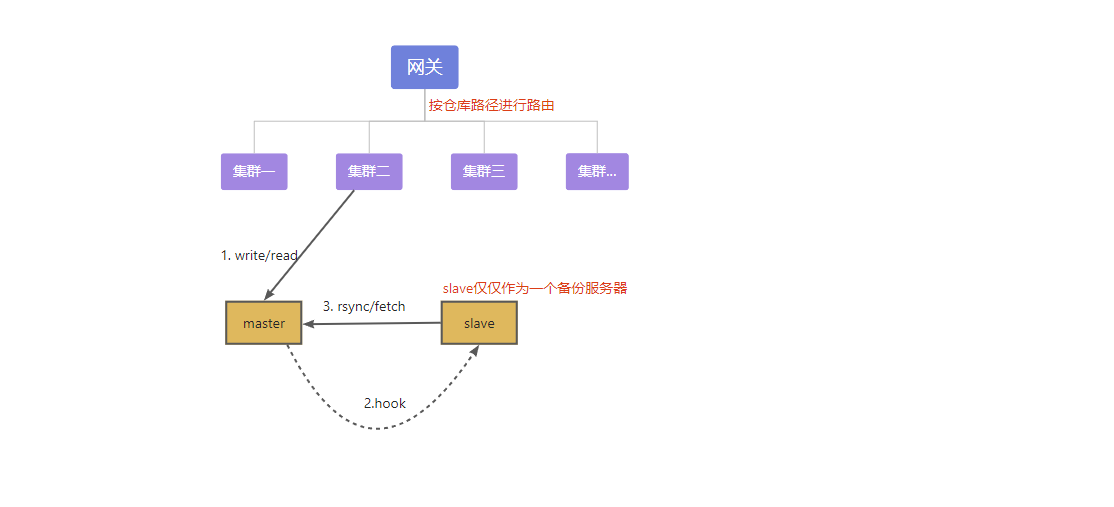 网关
按仓库路径进行路由
集群一
集群二
集群三
集群...
1. write/read
slave仅仅作为一个备份服务器
3. rsync/fetch
master
slave
2.hook